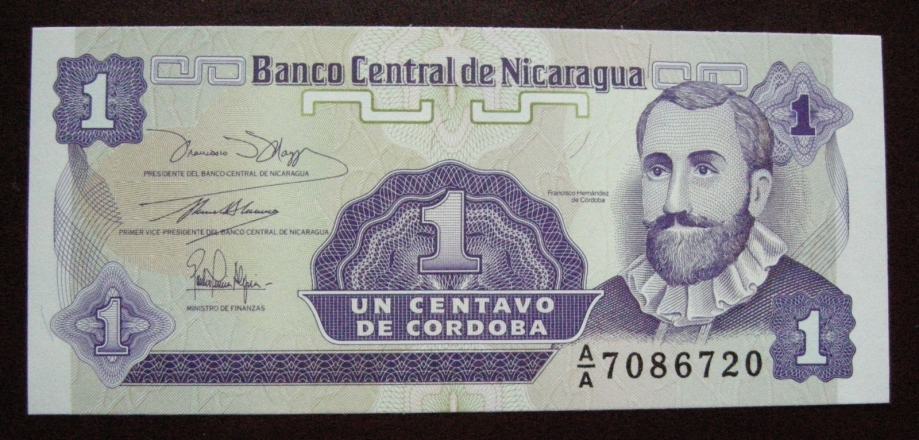 1
Banco Central de Nicaragua
1
PRESIDENTE DEL BANCO CENTRAL DE NICARAGUA
PRIMER VICE-PRESIDENTE DEL BANCO CENTRAL DE NICARAGUA
MINISTRO DE FINANZAS
Francisco Hernández
de Córdoba
1
UN CENTAVO
DE CORDOBA
1
A/A 7086720
1